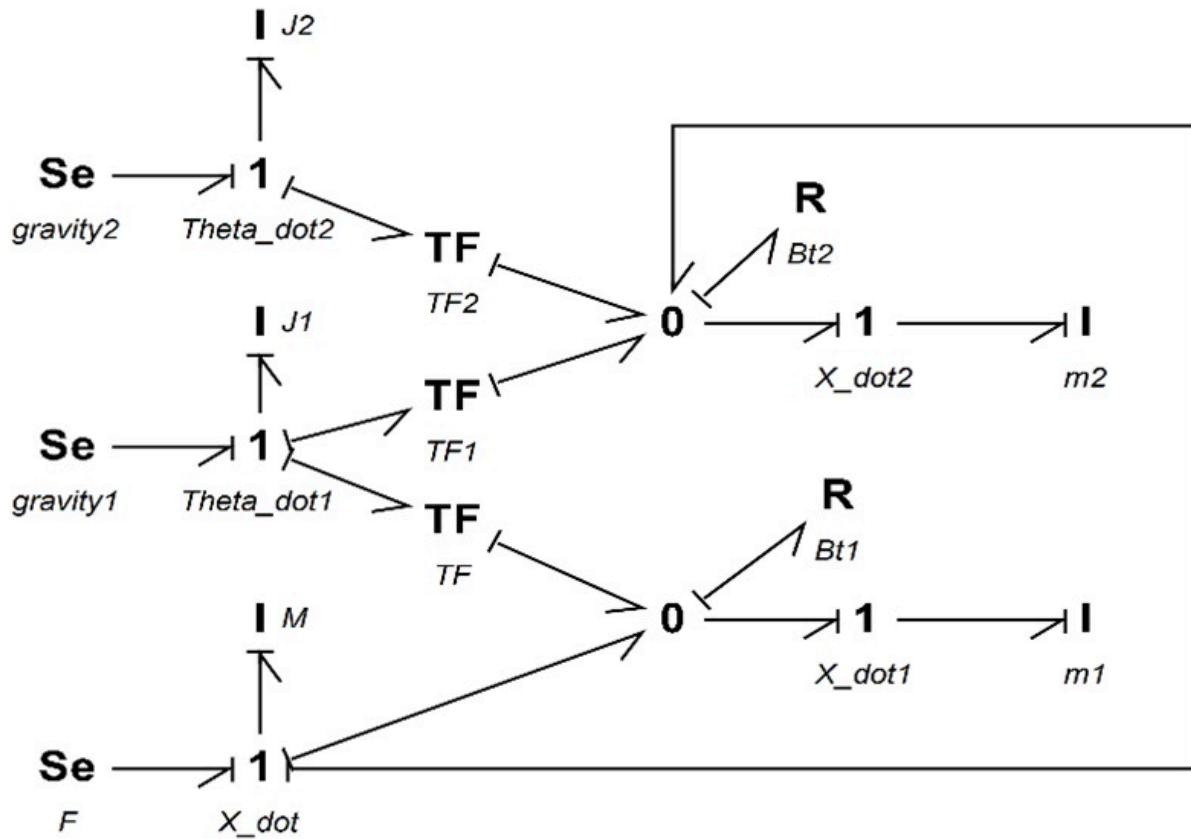 I J2
Se 1 R
gravity2 Theta_dot2 TF Bt2
TF2 0 1 I
I J1 X_dot2 m2
TF
Se 1 TF1
gravity1 Theta_dot1 R
TF Bt1
TF
I M 0 1 I
X_dot1 m1
Se 1
F X_dot